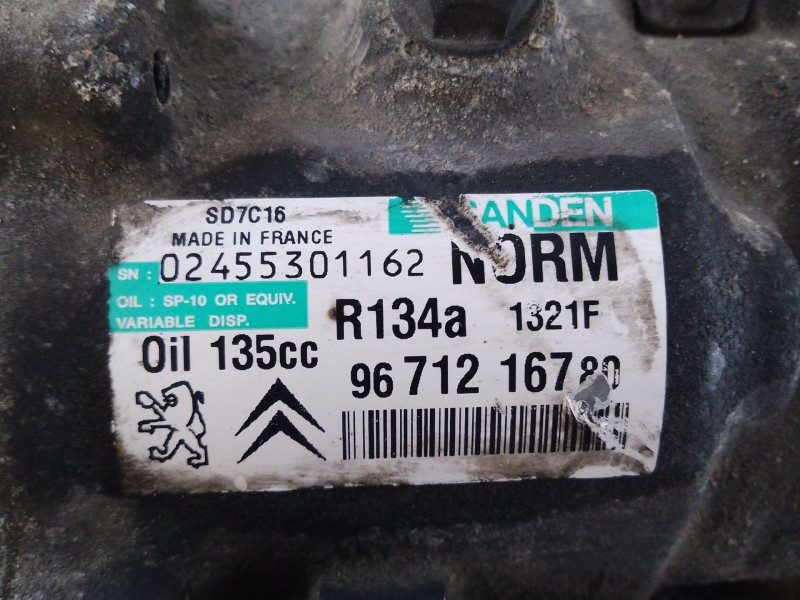 SD7C16
SANDEN
MADE IN FRANCE
NORM
SN : 02455301162
OIL : SP-10 OR EQUIV.
VARIABLE DISP.
R134a 1321F
Oil 135cc
96 712 167 80